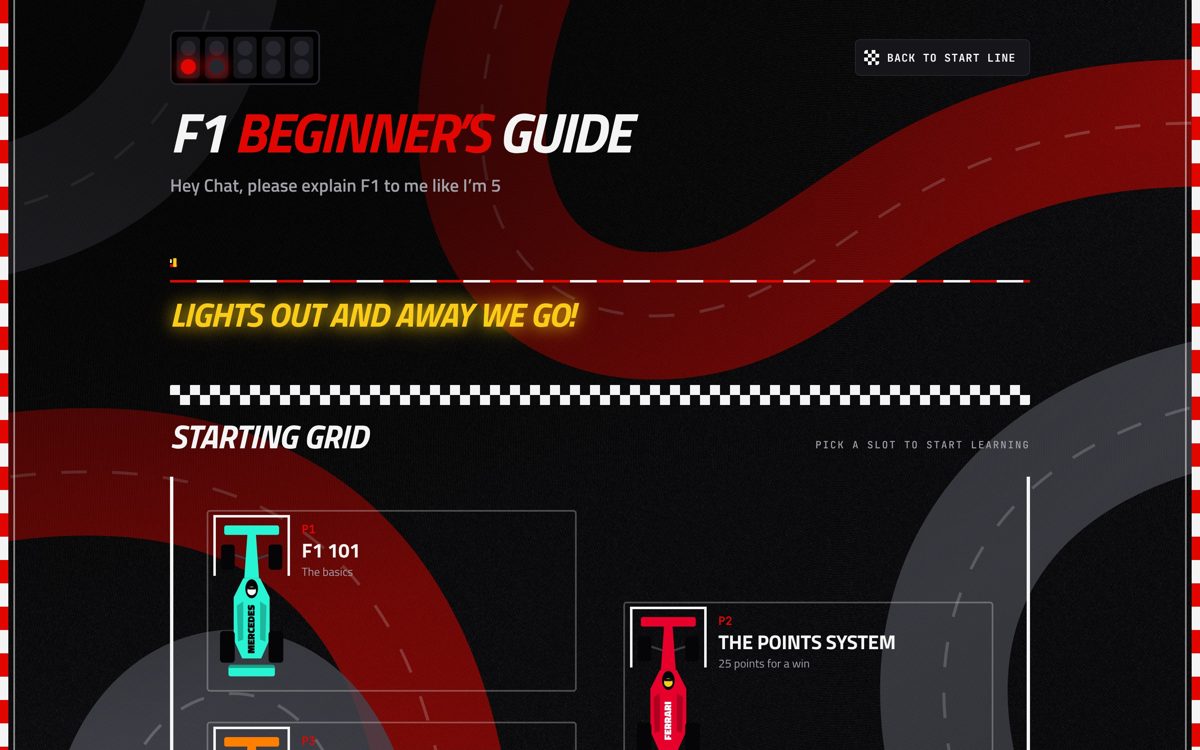 BACK TO START LINE
F1 BEGINNER'S GUIDE
Hey Chat, please explain F1 to me like I'm 5
LIGHTS OUT AND AWAY WE GO!
STARTING GRID
PICK A SLOT TO START LEARNING
P1
F1 101
The basics
MERCEDES
P2
THE POINTS SYSTEM
25 points for a win
FERRARI
P3